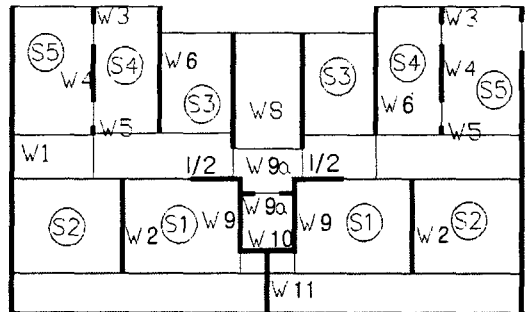 W3 W3
S5 S4 W6 S4
W4 S3 W8 S3 W6 W4 S5
W5 W5
W1 1/2 W9a 1/2
S2 W2 S1 W9 W9a W9 S1 W2 S2
W10
W11